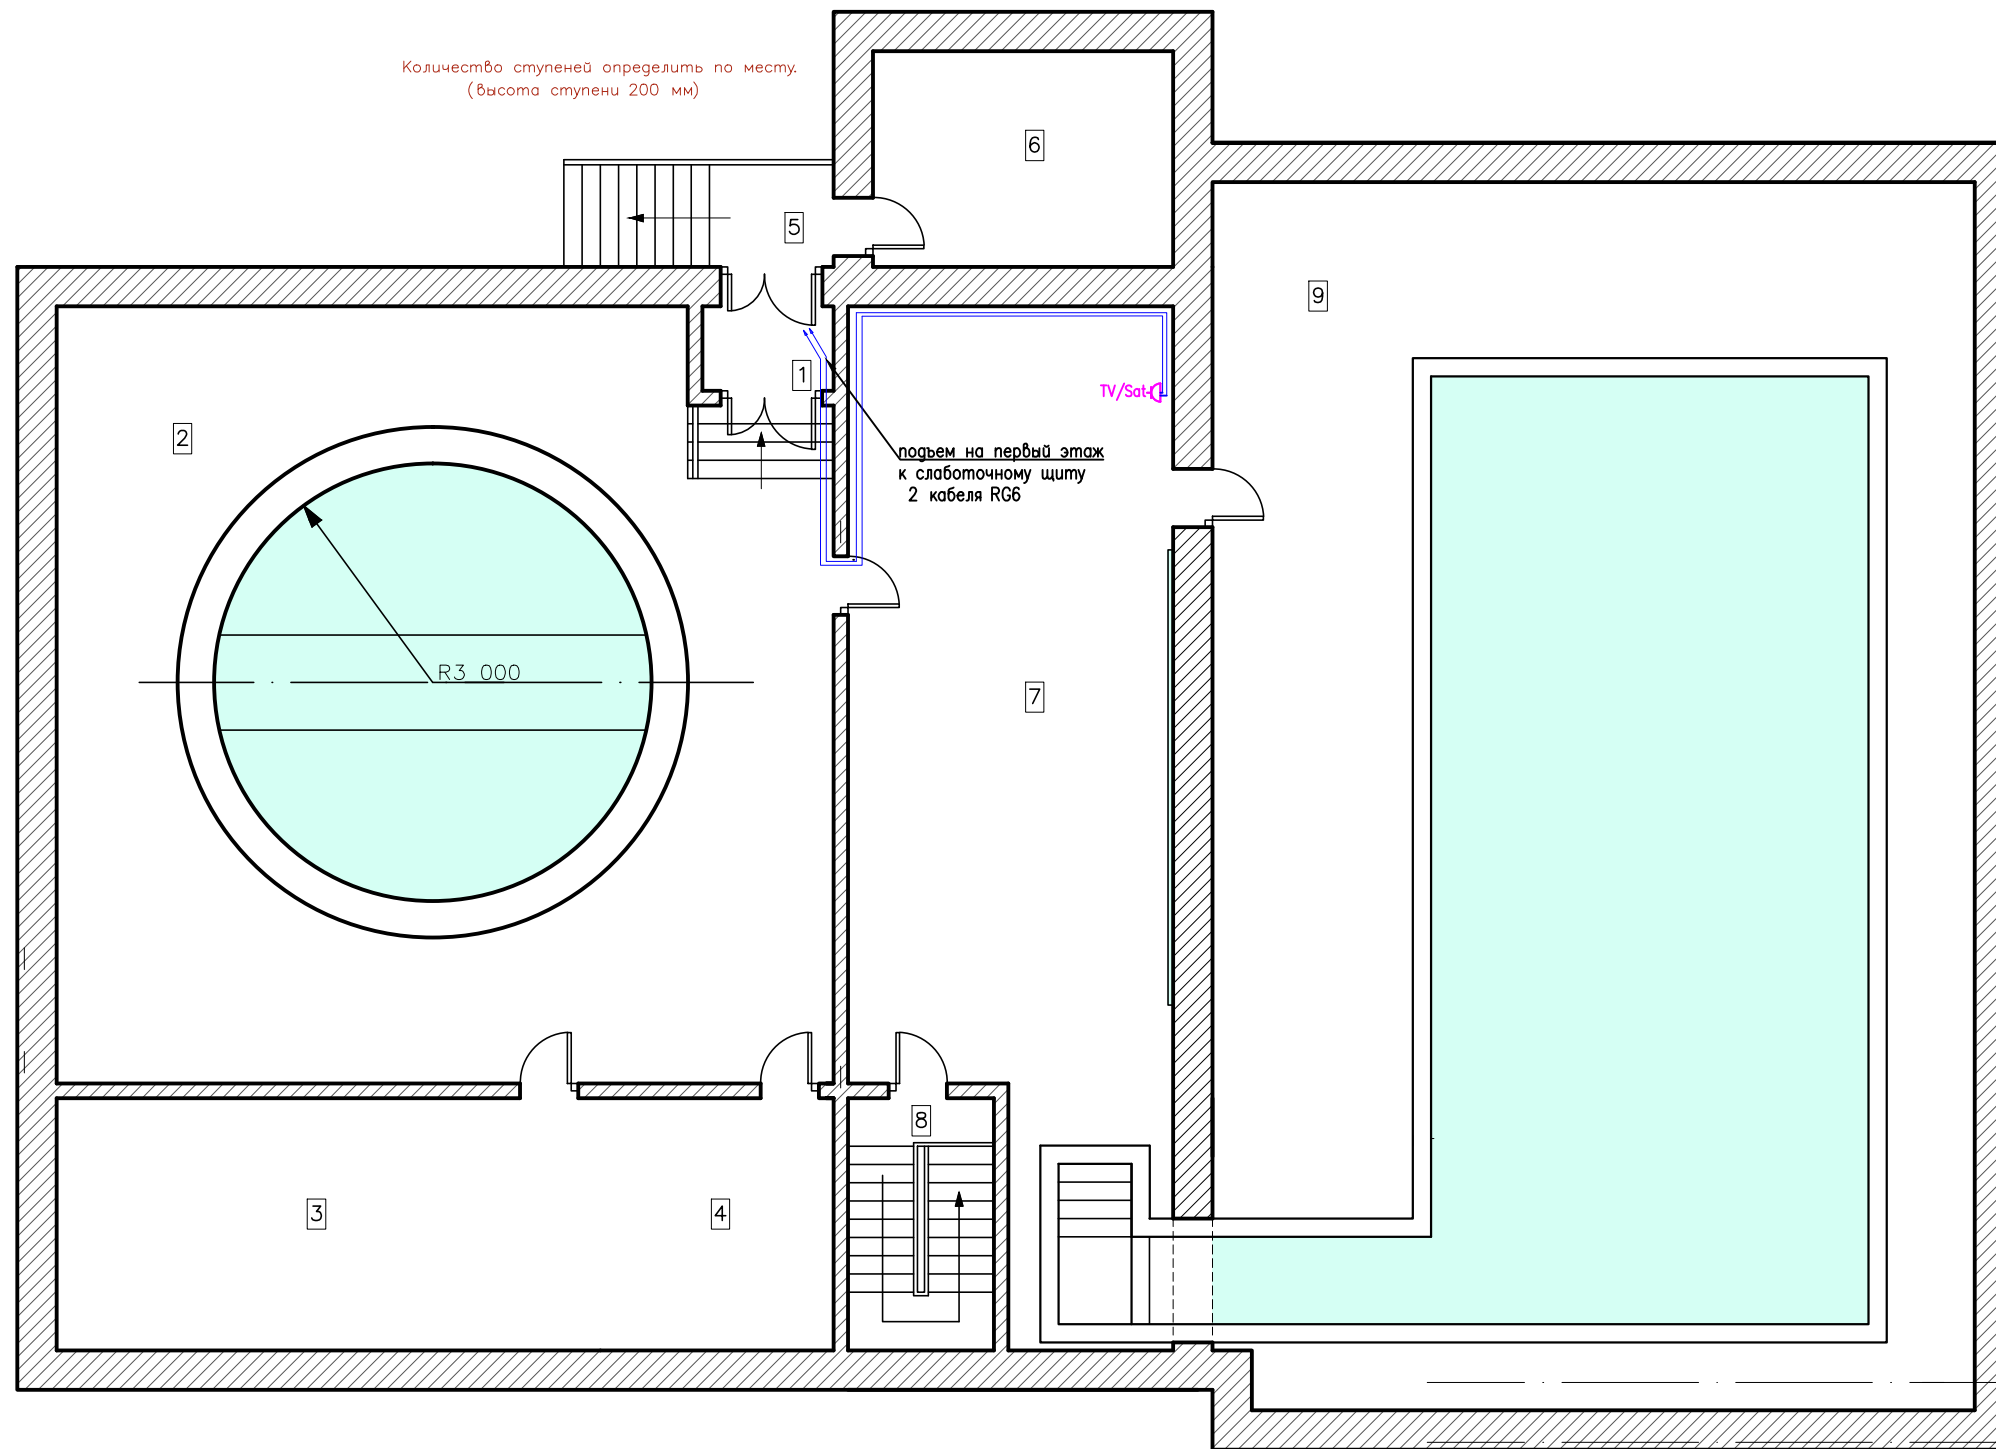 Количество ступеней определить по месту.
(высота ступени 200 мм)
6
5
9
1
TV/Sat
2
подъем на первый этаж
к слаботочному щиту
2 кабеля RG6
R3 000
7
8
3
4